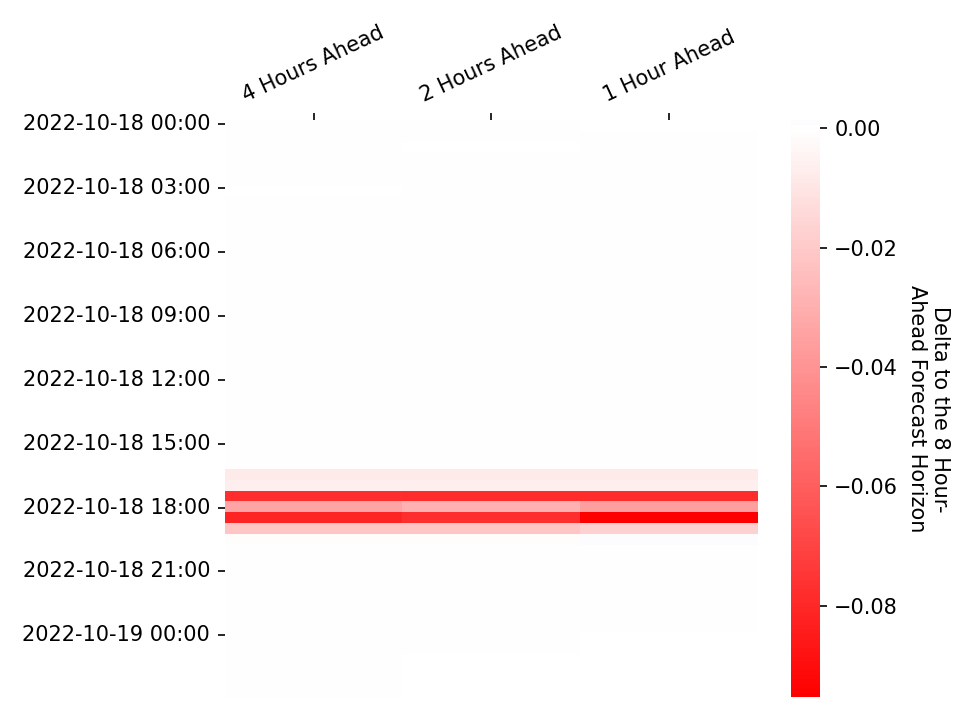 4 Hours Ahead
2 Hours Ahead
1 Hour Ahead
2022-10-18 00:00
2022-10-18 03:00
2022-10-18 06:00
2022-10-18 09:00
2022-10-18 12:00
2022-10-18 15:00
2022-10-18 18:00
2022-10-18 21:00
2022-10-19 00:00
0.00
−0.02
−0.04
−0.06
−0.08
Delta to the 8 Hour-
Ahead Forecast Horizon